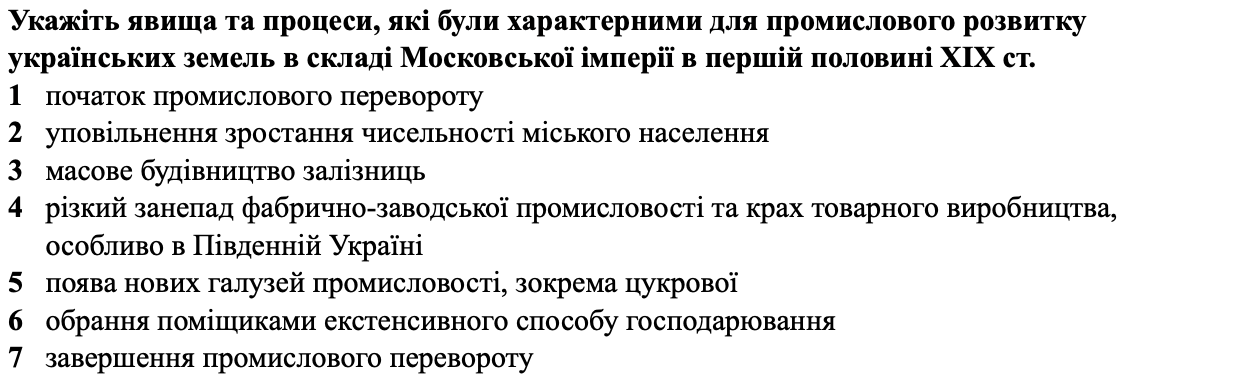 Укажіть явища та процеси, які були характерними для промислового розвитку
українських земель в складі Московської імперії в першій половині XIX ст.
1 початок промислового перевороту
2 уповільнення зростання чисельності міського населення
3 масове будівництво залізниць
4 різкий занепад фабрично-заводської промисловості та крах товарного виробництва,
особливо в Південній Україні
5 поява нових галузей промисловості, зокрема цукрової
6 обрання поміщиками екстенсивного способу господарювання
7 завершення промислового перевороту